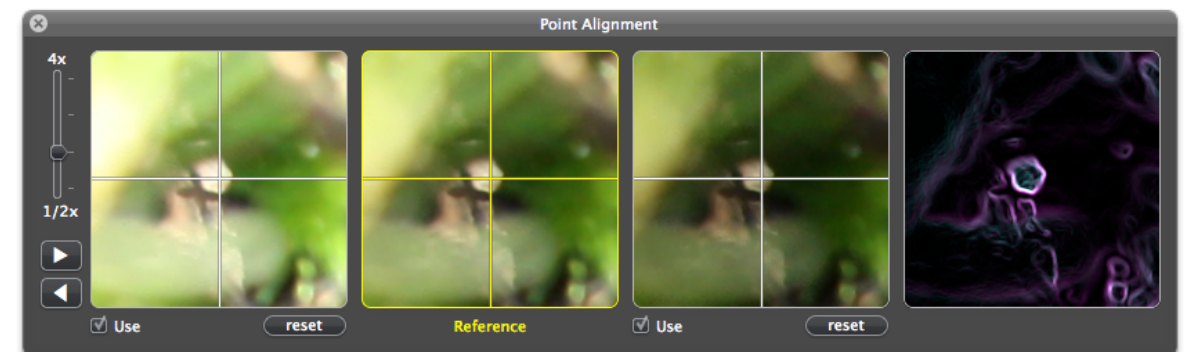 Point Alignment
4x
1/2x
Use
reset
Reference
Use
reset